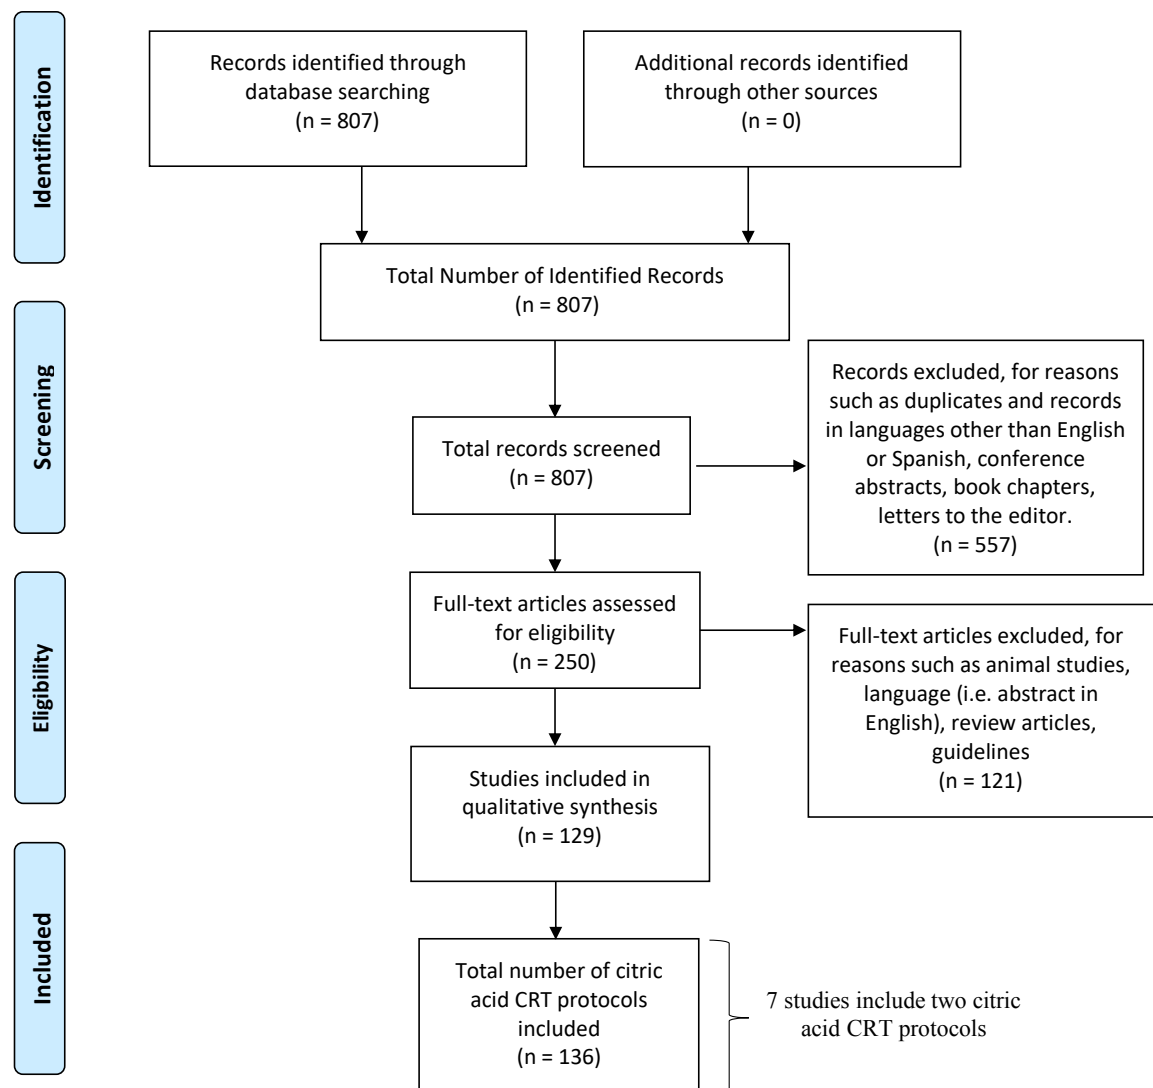 Identification
Records identified through
database searching
(n = 807)
Additional records identified
through other sources
(n = 0)
Total Number of Identified Records
(n = 807)
Screening
Total records screened
(n = 807)
Records excluded, for reasons
such as duplicates and records
in languages other than English
or Spanish, conference
abstracts, book chapters,
letters to the editor.
(n = 557)
Eligibility
Full-text articles assessed
for eligibility
(n = 250)
Full-text articles excluded, for
reasons such as animal studies,
language (i.e. abstract in
English), review articles,
guidelines
(n = 121)
Studies included in
qualitative synthesis
(n = 129)
Included
Total number of citric
acid CRT protocols
included
(n = 136)
7 studies include two citric
acid CRT protocols